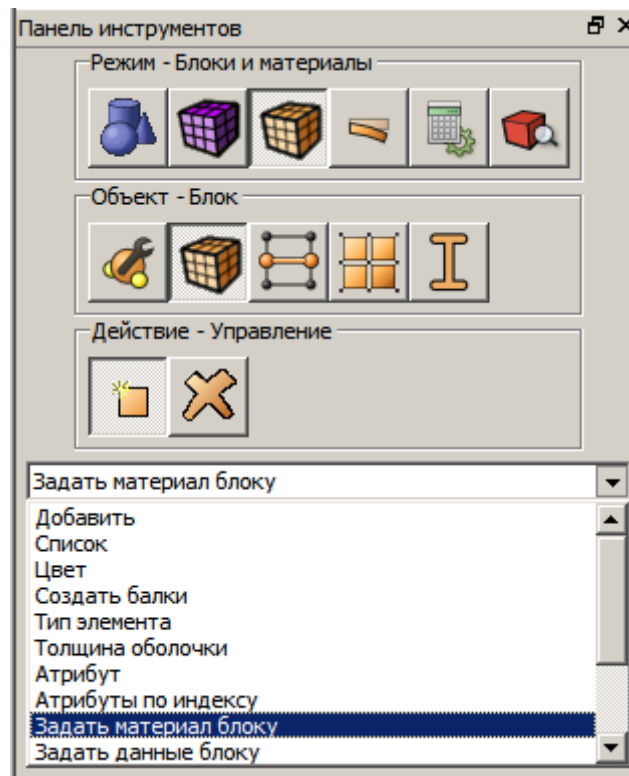 Панель инструментов
Режим - Блоки и материалы
Объект - Блок
Действие - Управление
Задать материал блоку
Добавить
Список
Цвет
Создать балки
Тип элемента
Толщина оболочки
Атрибут
Атрибуты по индексу
Задать материал блоку
Задать данные блоку